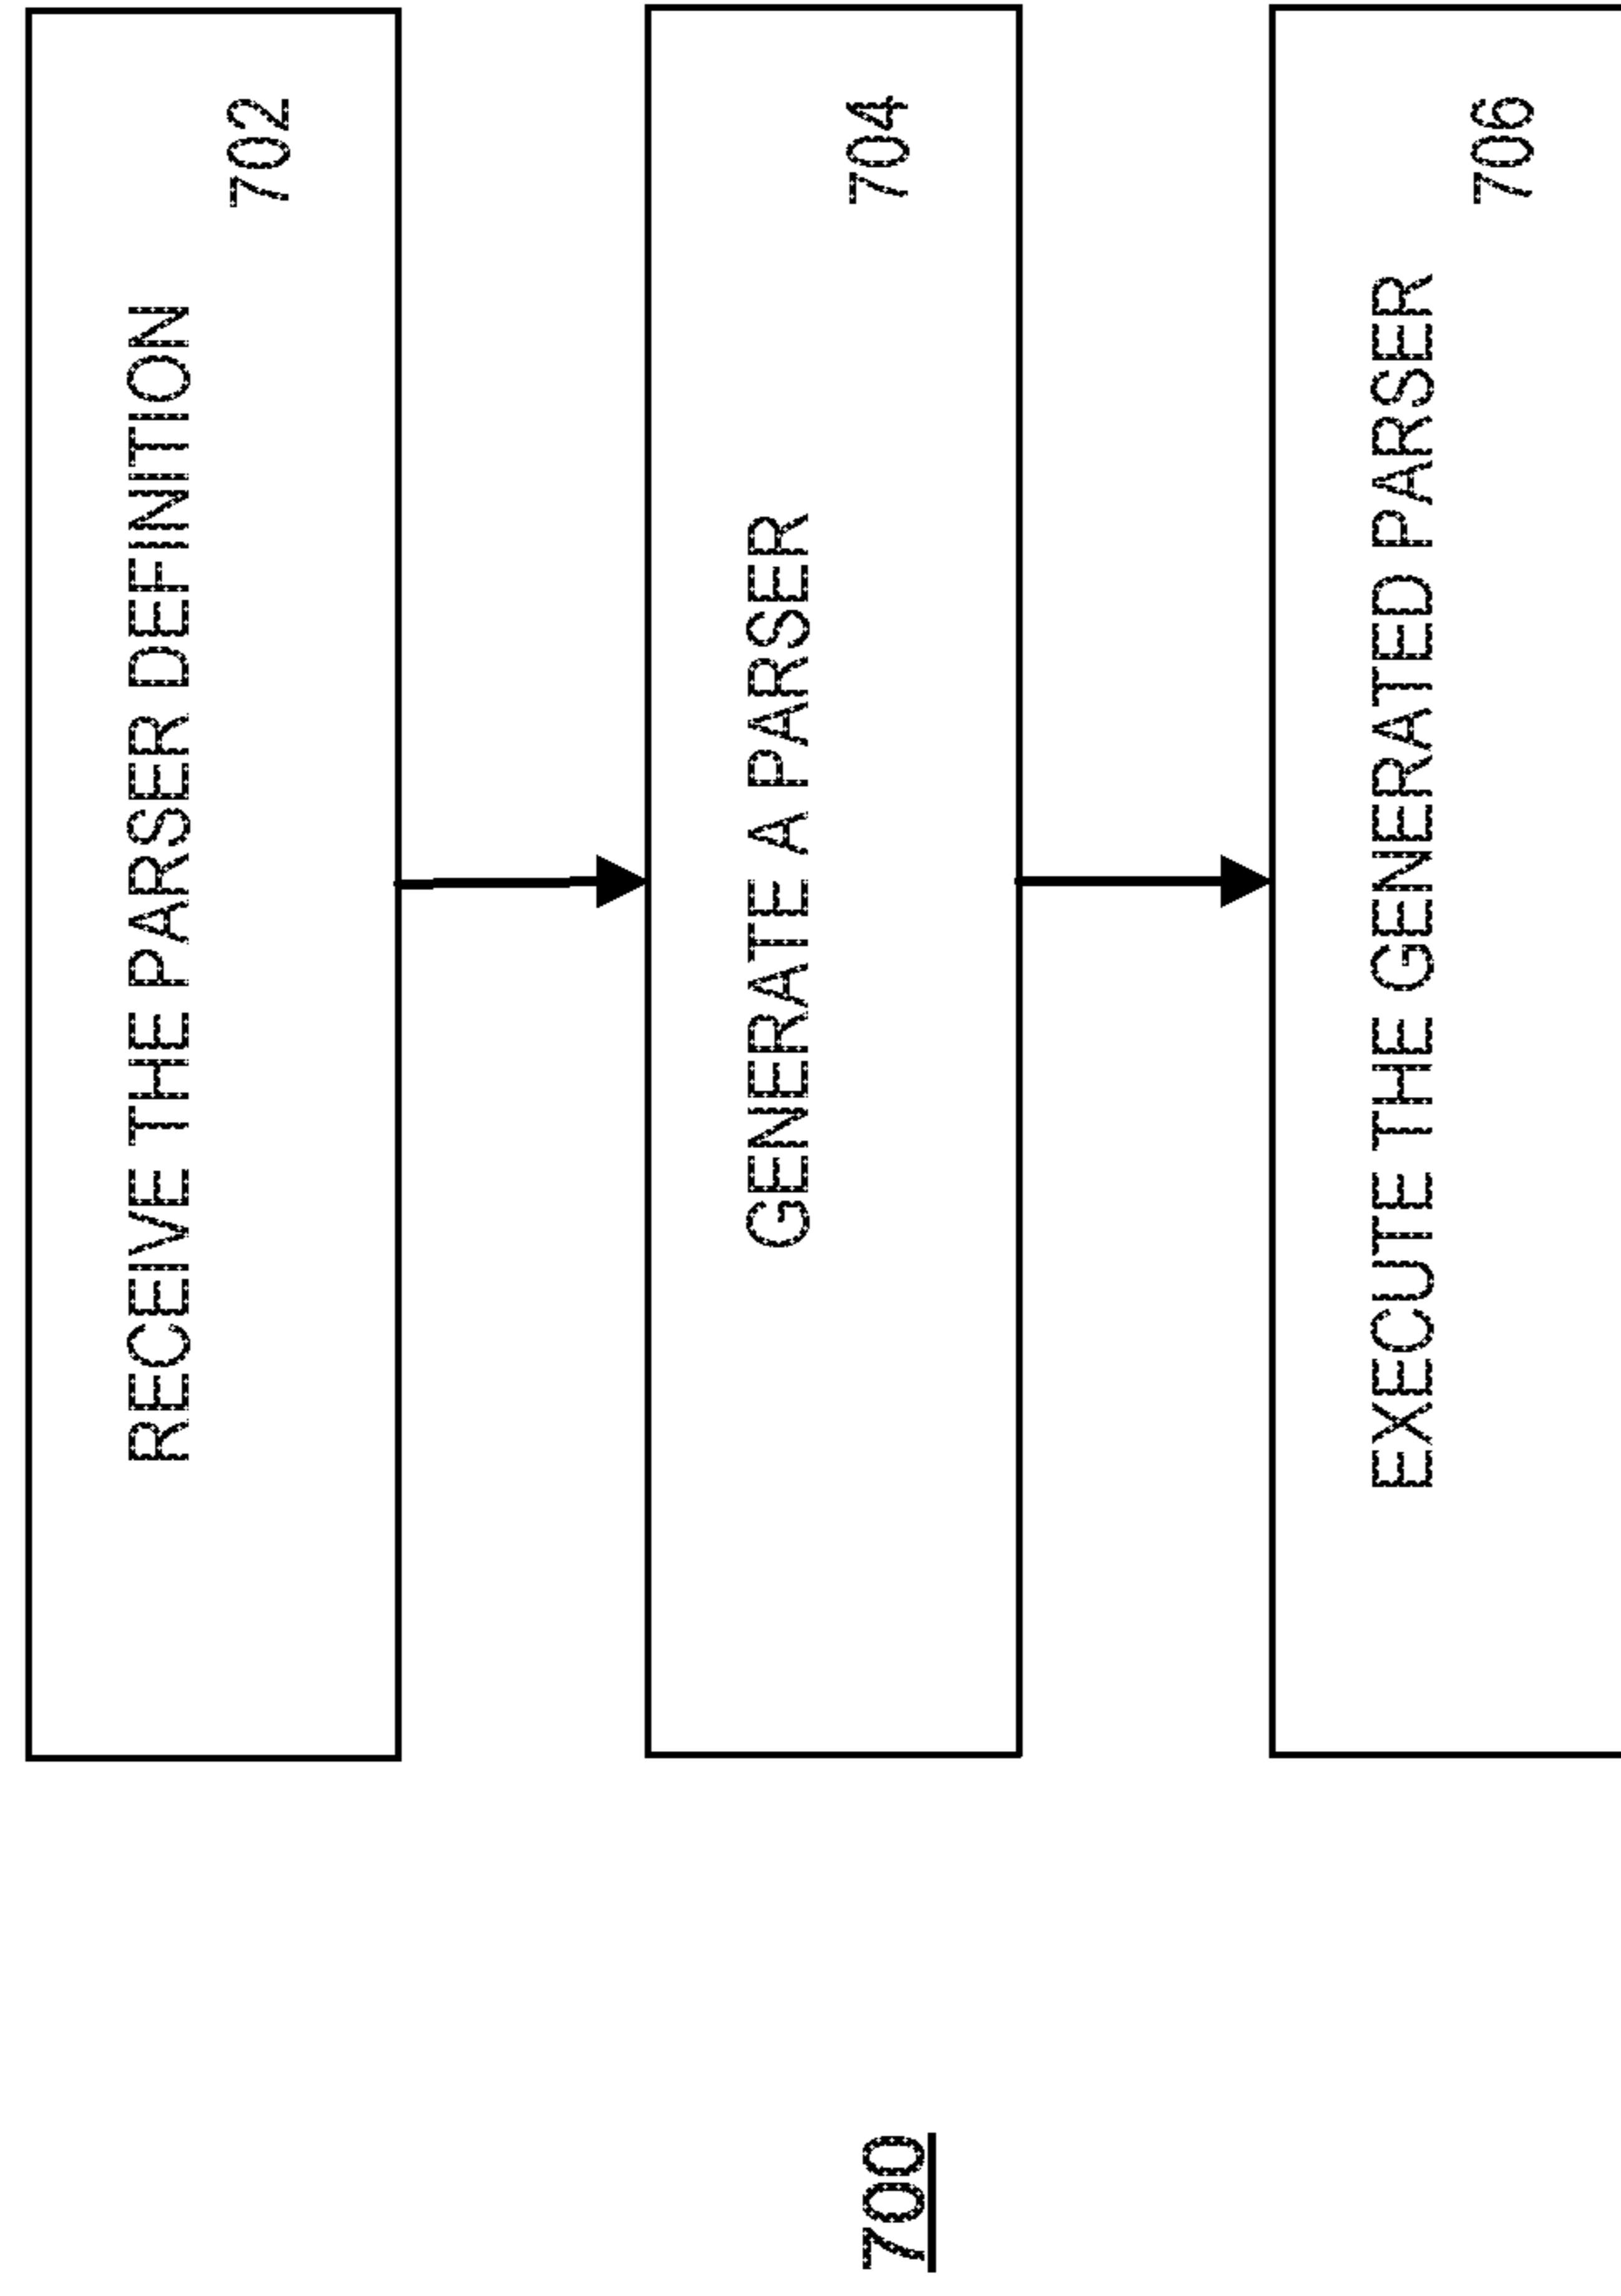 RECEIVE THE PARSER DEFINITION
702
GENERATE A PARSER
704
EXECUTE THE GENERATED PARSER
706
700